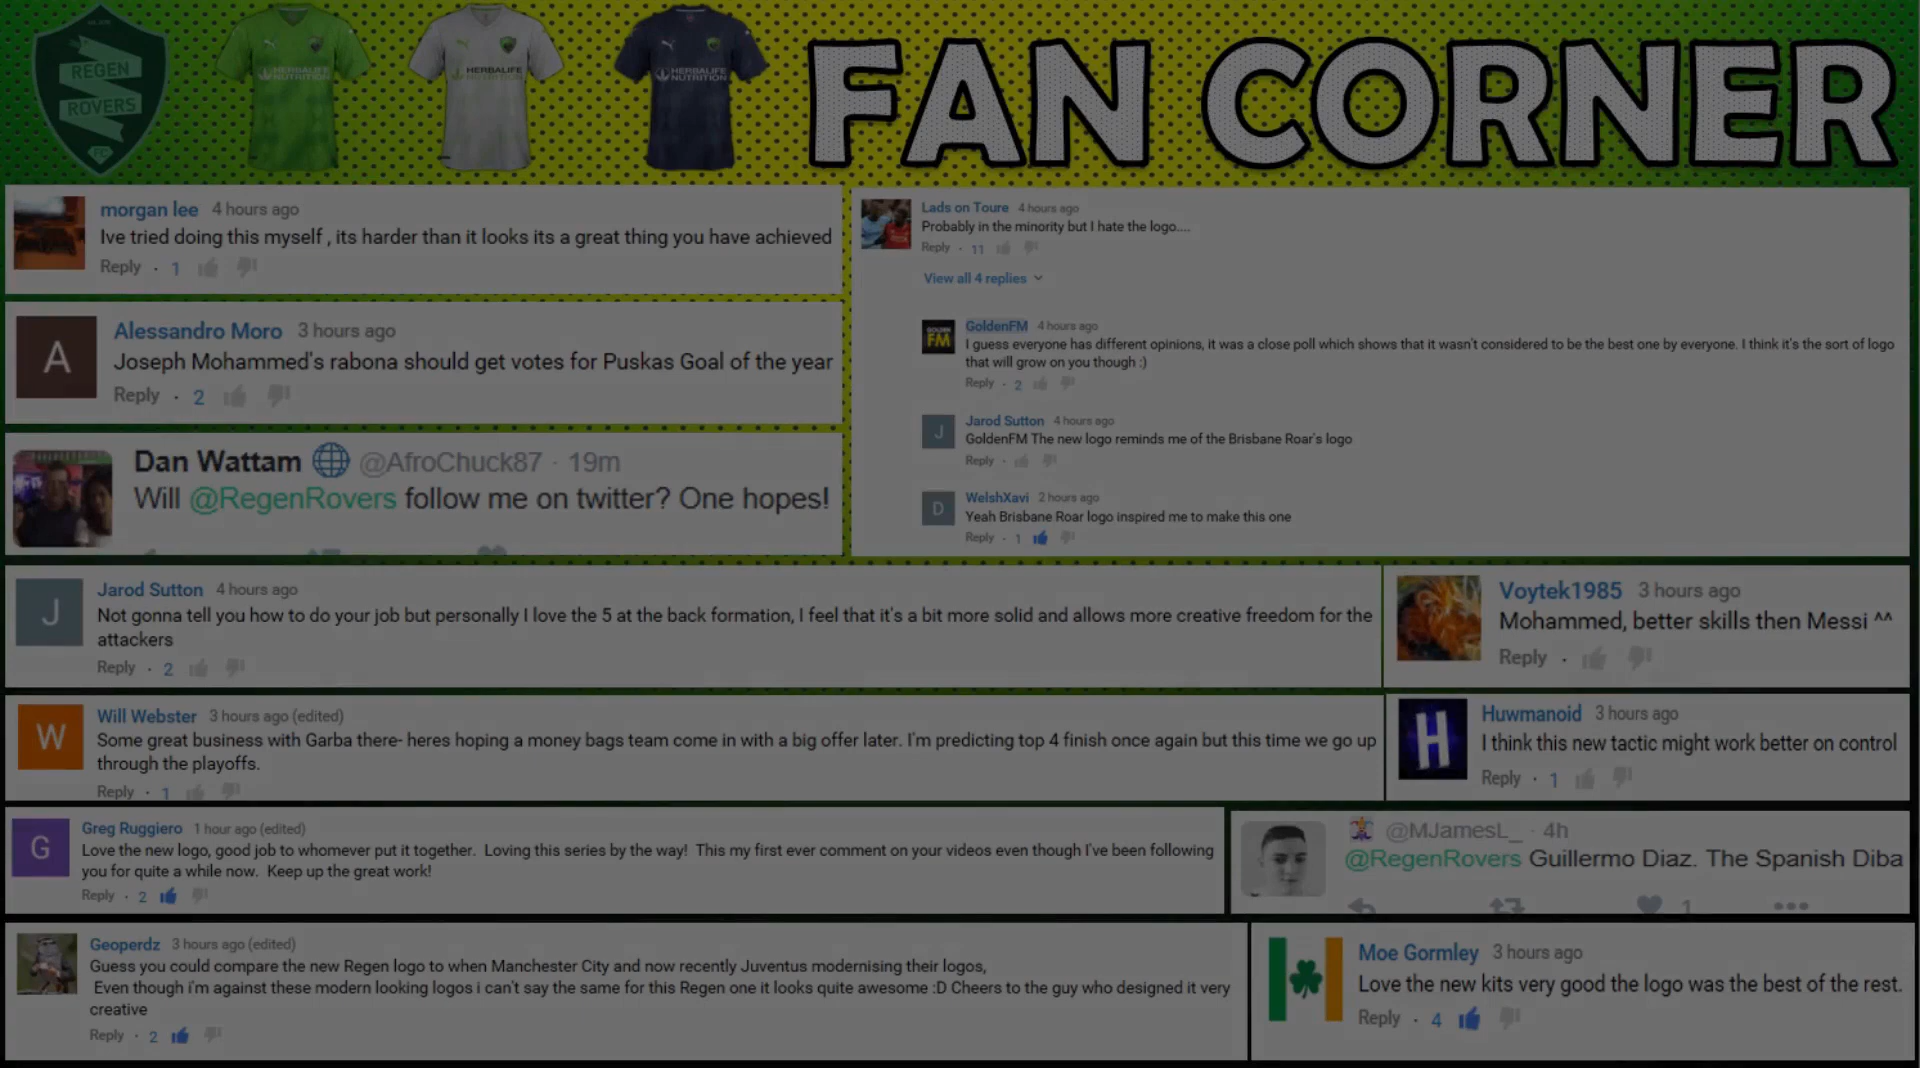 REGEN
ROVERS
FC
HERBALIFE
NUTRITION
HERBALIFE
NUTRITION
HERBALIFE
NUTRITION
FAN CORNER
morgan lee 4 hours ago
Ive tried doing this myself , its harder than it looks its a great thing you have achieved
Reply · 1
A
Alessandro Moro 3 hours ago
Joseph Mohammed's rabona should get votes for Puskas Goal of the year
Reply · 2
Dan Wattam @AfroChuck87 · 19m
Will @RegenRovers follow me on twitter? One hopes!
Lads on Toure 4 hours ago
Probably in the minority but I hate the logo....
Reply · 11
View all 4 replies
GOLDEN
FM
GoldenFM 4 hours ago
I guess everyone has different opinions, it was a close poll which shows that it wasn't considered to be the best one by everyone. I think it's the sort of logo
that will grow on you though :)
Reply · 2
J
Jarod Sutton 4 hours ago
GoldenFM The new logo reminds me of the Brisbane Roar's logo
Reply ·
D
WelshXavi 2 hours ago
Yeah Brisbane Roar logo inspired me to make this one
Reply · 1
J
Jarod Sutton 4 hours ago
Not gonna tell you how to do your job but personally I love the 5 at the back formation, I feel that it's a bit more solid and allows more creative freedom for the
attackers
Reply · 2
Voytek1985 3 hours ago
Mohammed, better skills then Messi ^^
Reply ·
W
Will Webster 3 hours ago (edited)
Some great business with Garba there- heres hoping a money bags team come in with a big offer later. I'm predicting top 4 finish once again but this time we go up
through the playoffs.
Reply · 1
H
Huwmanoid 3 hours ago
I think this new tactic might work better on control
Reply · 1
G
Greg Ruggiero 1 hour ago (edited)
Love the new logo, good job to whomever put it together. Loving this series by the way! This my first ever comment on your videos even though I've been following
you for quite a while now. Keep up the great work!
Reply · 2
@MJamesL_ · 4h
@RegenRovers Guillermo Diaz. The Spanish Diba
1
Geoperdz 3 hours ago (edited)
Guess you could compare the new Regen logo to when Manchester City and now recently Juventus modernising their logos,
Even though i'm against these modern looking logos i can't say the same for this Regen one it looks quite awesome :D Cheers to the guy who designed it very
creative
Reply · 2
Moe Gormley 3 hours ago
Love the new kits very good the logo was the best of the rest.
Reply · 4